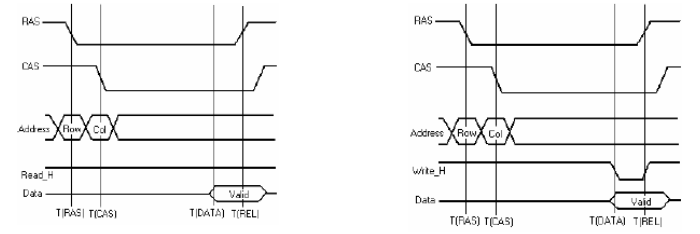 RAS
CAS
Address Row Col
Read_H
Data Valid
T(RAS) T(CAS) T(DATA) T(REL)
RAS
CAS
Address Row Col
Write_H
Data Valid
T(RAS) T(CAS) T(DATA) T(REL)